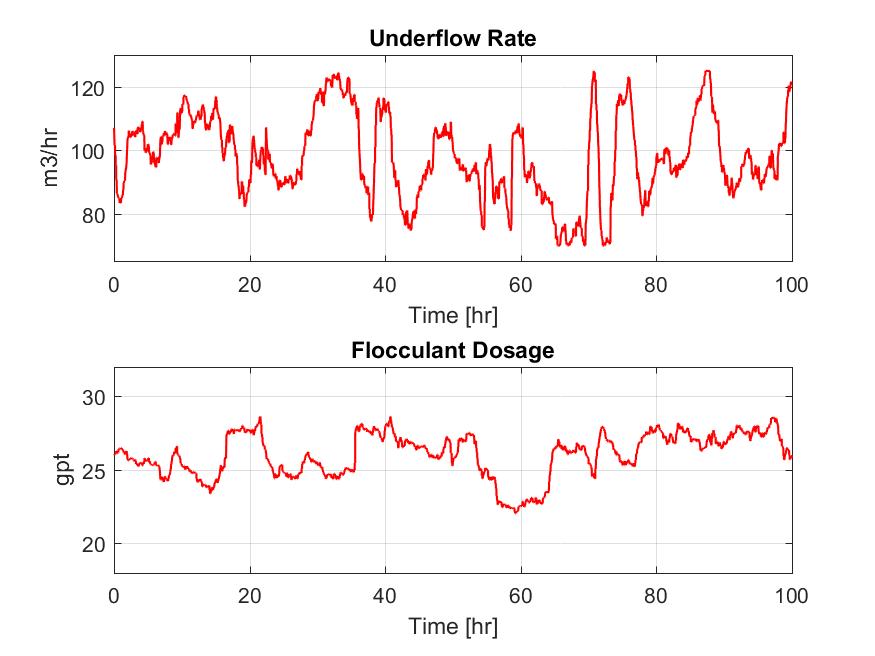 Underflow Rate
120
100
80
m3/hr
0 20 40 60 80 100
Time [hr]
Flocculant Dosage
30
25
20
gpt
0 20 40 60 80 100
Time [hr]